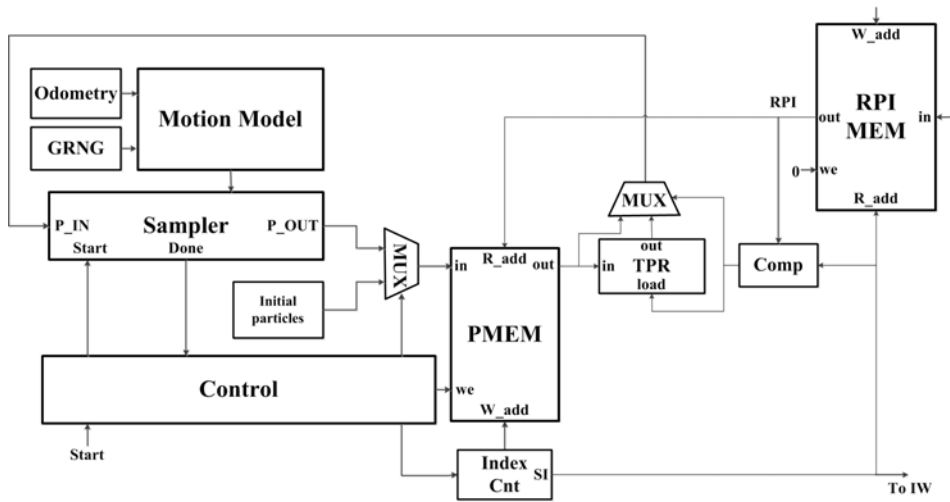 W_add
RPI
MEM
out
in
we
R_add
RPI
0
Odometry
GRNG
Motion Model
P_IN
Sampler
P_OUT
Start
Done
MUX
Initial
particles
MUX
in
R_add
out
PMEM
we
W_add
out
in
TPR
load
Comp
Control
Start
Index
Cnt
SI
To IW